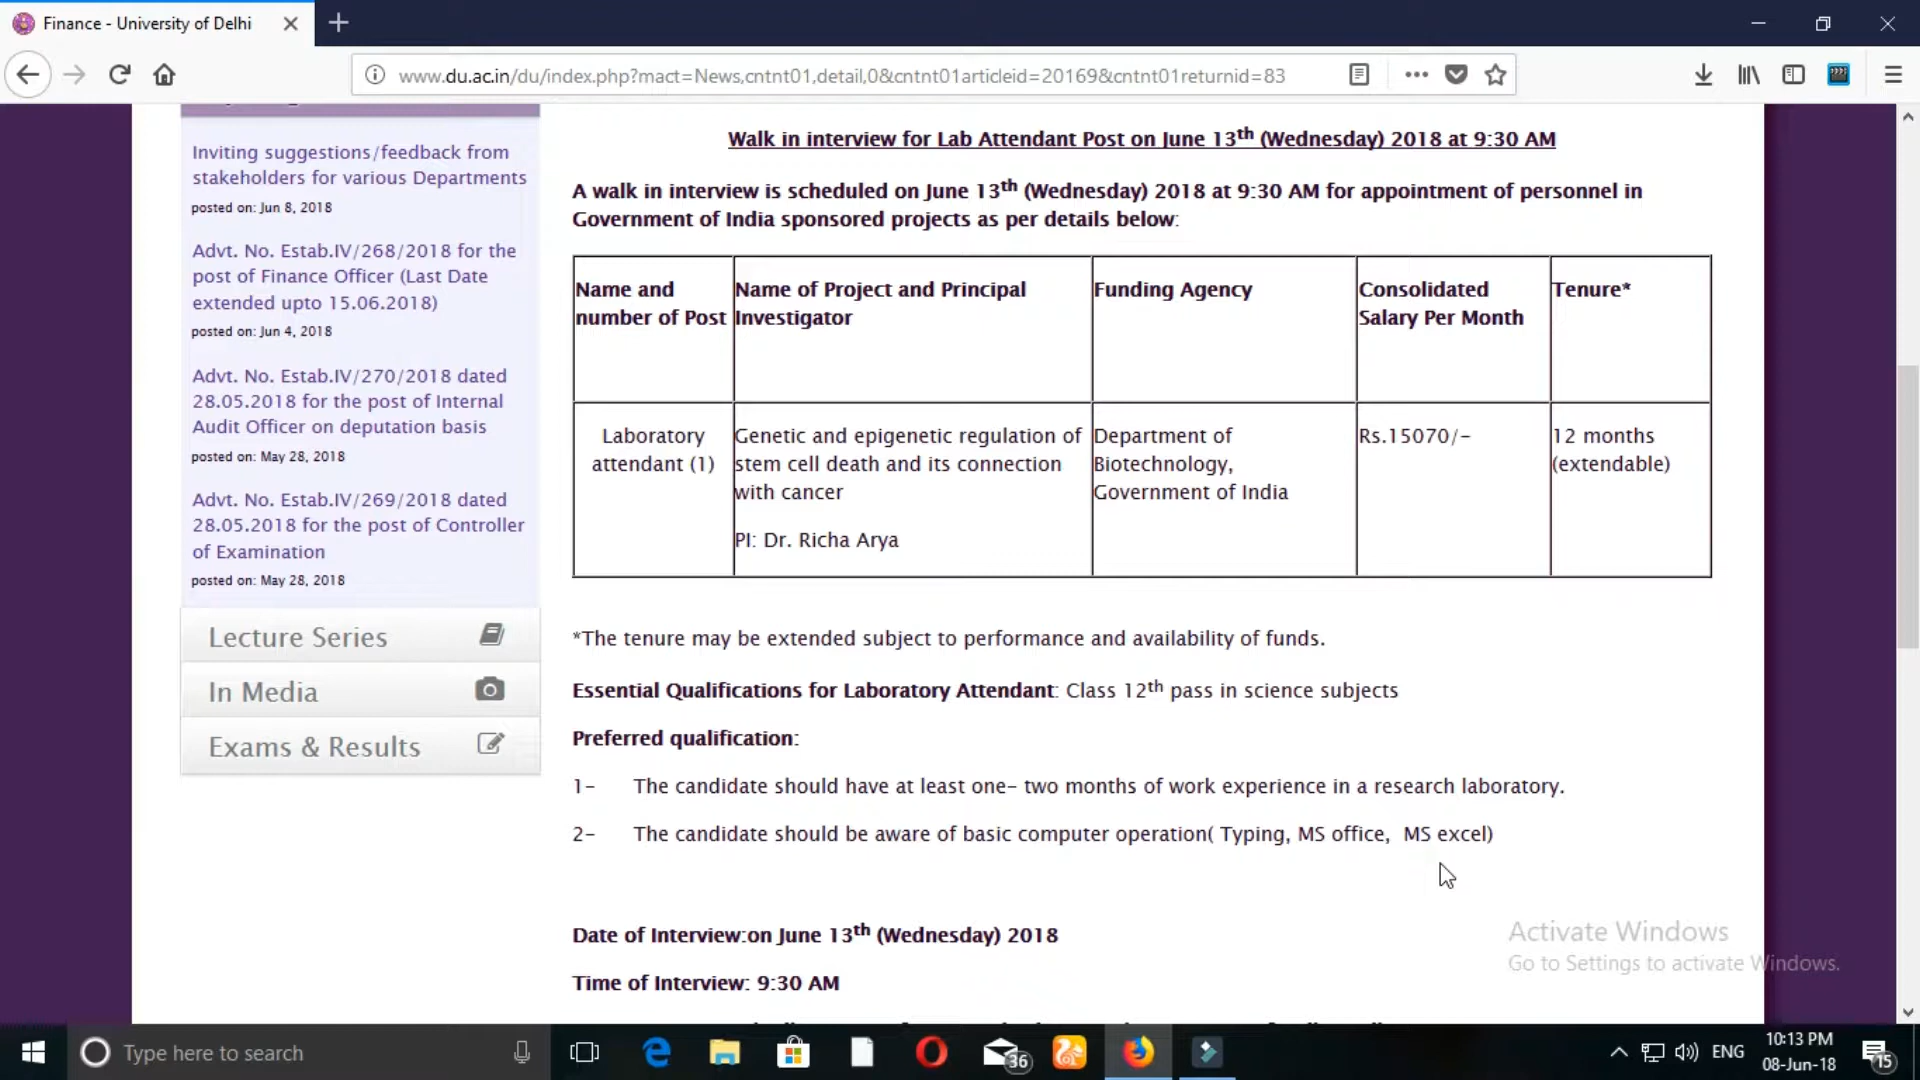 Finance - University of Delhi
www.du.ac.in/du/index.php?mact=News,cntnt01,detail,0&cntnt01articleid=20169&cntnt01returnid=83
Inviting suggestions/feedback from
stakeholders for various Departments
posted on: Jun 8, 2018
Advt. No. Estab.IV/268/2018 for the
post of Finance Officer (Last Date
extended upto 15.06.2018)
posted on: Jun 4, 2018
Advt. No. Estab.IV/270/2018 dated
28.05.2018 for the post of Internal
Audit Officer on deputation basis
posted on: May 28, 2018
Advt. No. Estab.IV/269/2018 dated
28.05.2018 for the post of Controller
of Examination
posted on: May 28, 2018
Lecture Series
In Media
Exams & Results
Walk in interview for Lab Attendant Post on June 13th (Wednesday) 2018 at 9:30 AM
A walk in interview is scheduled on June 13th (Wednesday) 2018 at 9:30 AM for appointment of personnel in
Government of India sponsored projects as per details below:
Name and
number of Post
Name of Project and Principal
Investigator
Funding Agency
Consolidated
Salary Per Month
Tenure*
Laboratory
attendant (1)
Genetic and epigenetic regulation of
stem cell death and its connection
with cancer
PI: Dr. Richa Arya
Department of
Biotechnology,
Government of India
Rs.15070/-
12 months
(extendable)
*The tenure may be extended subject to performance and availability of funds.
Essential Qualifications for Laboratory Attendant: Class 12th pass in science subjects
Preferred qualification:
1- The candidate should have at least one- two months of work experience in a research laboratory.
2- The candidate should be aware of basic computer operation( Typing, MS office, MS excel)
Date of Interview:on June 13th (Wednesday) 2018
Time of Interview: 9:30 AM
Activate Windows
Go to Settings to activate Windows.
Type here to search
36
ENG
10:13 PM
08-Jun-18
15